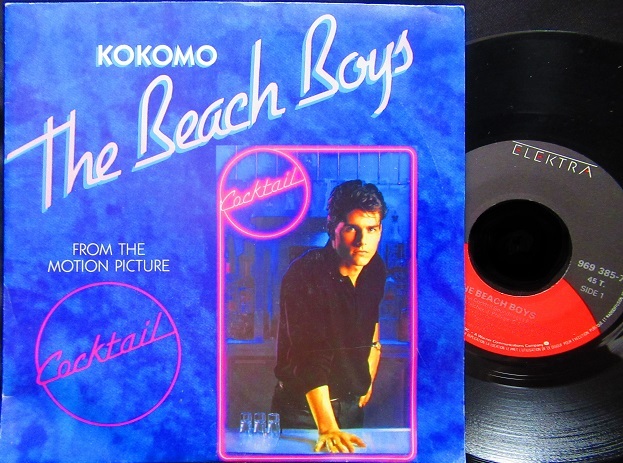 KOKOMO
The Beach Boys
Cocktail
FROM THE
MOTION PICTURE
Cocktail
ELEKTRA
969 385-7
45 T.
SIDE 1
THE BEACH BOYS